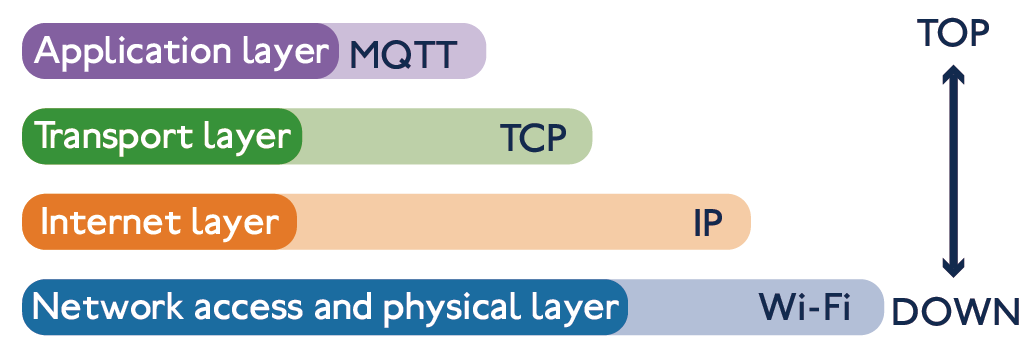 Application layer MQTT
TOP
Transport layer TCP
Internet layer IP
Network access and physical layer Wi-Fi
DOWN